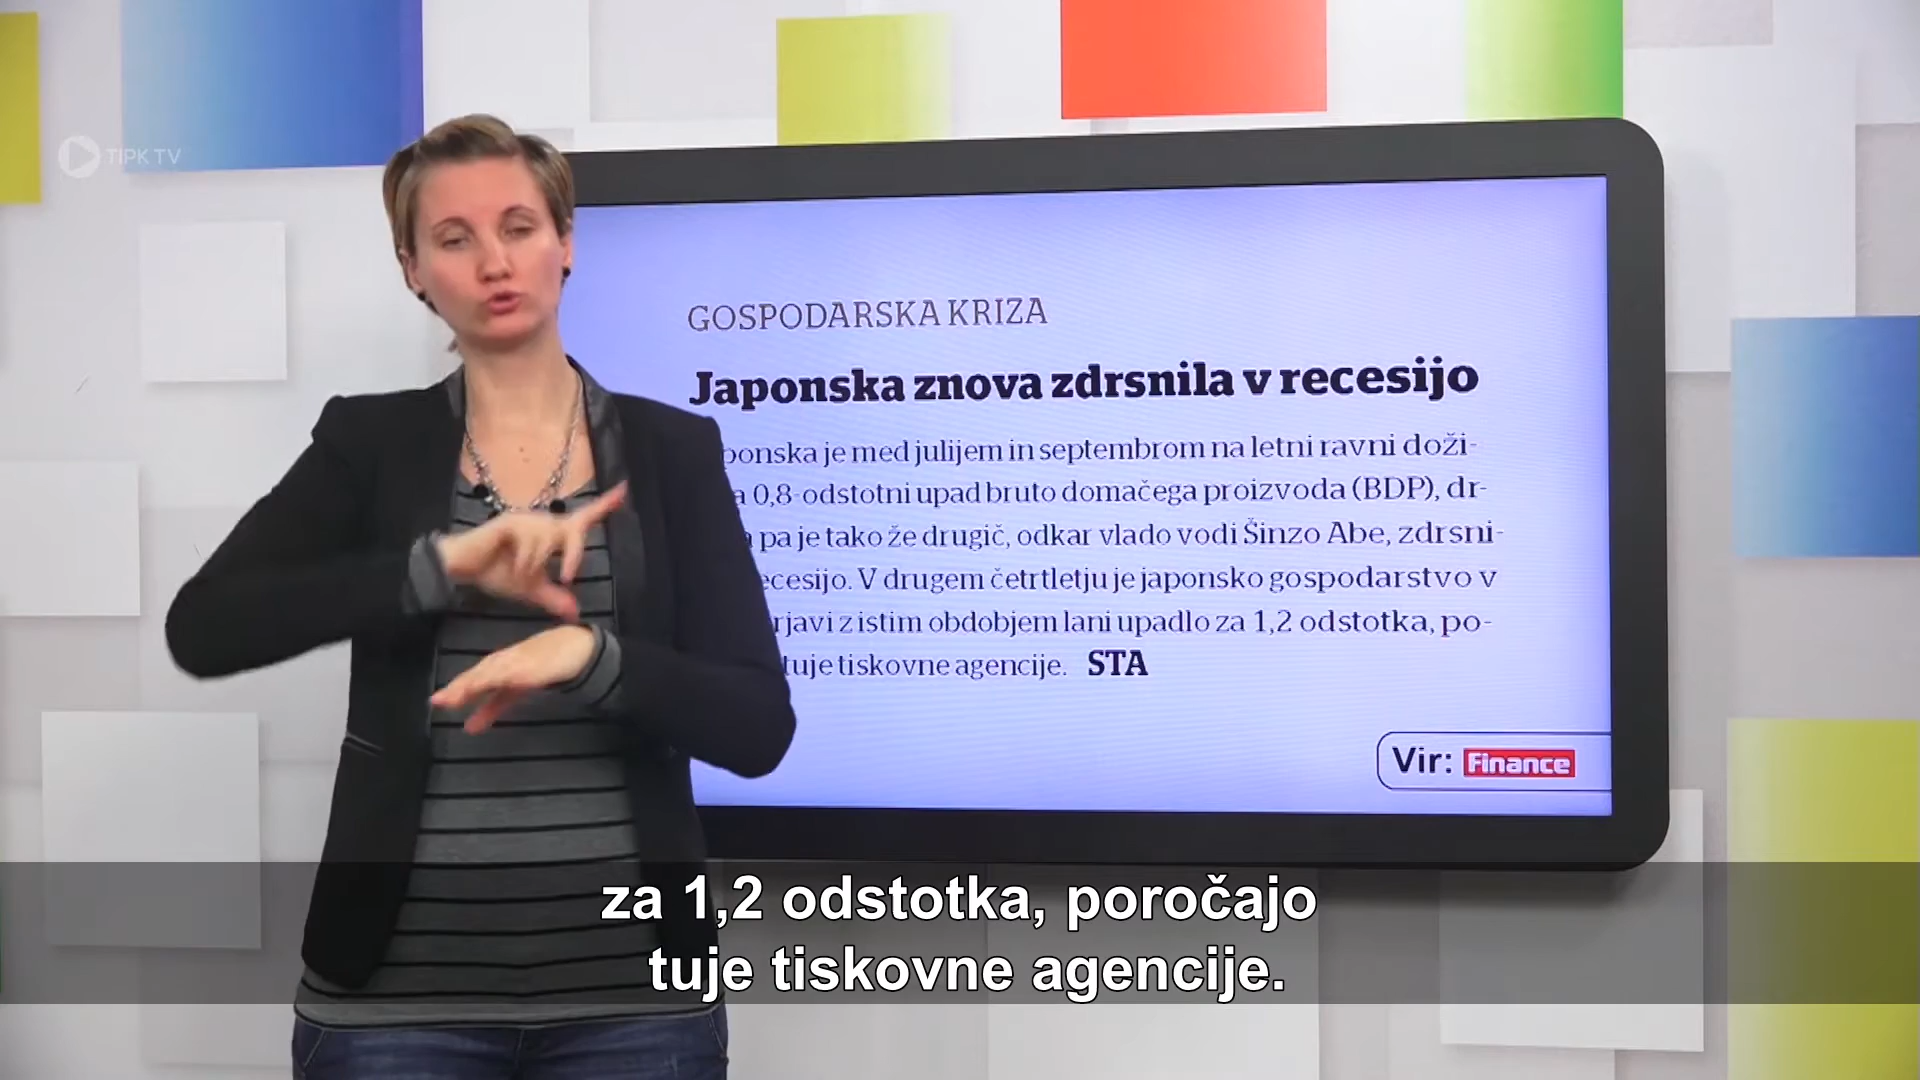 TIPK TV
GOSPODARSKA KRIZA
Japonska znova zdrsnila v recesijo
je med julijem in septembrom na letni ravni doži-
0,8-odstotni upad bruto domačega proizvoda (BDP), dr-
pa je tako že drugič, odkar vlado vodi Šinzo Abe, zdrsni-
V drugem četrtletju je japonsko gospodarstvo v
z istim obdobjem lani upadlo za 1,2 odstotka, po-
tuje tiskovne agencije. STA
Vir: Finance
za 1,2 odstotka, poročajo
tuje tiskovne agencije.